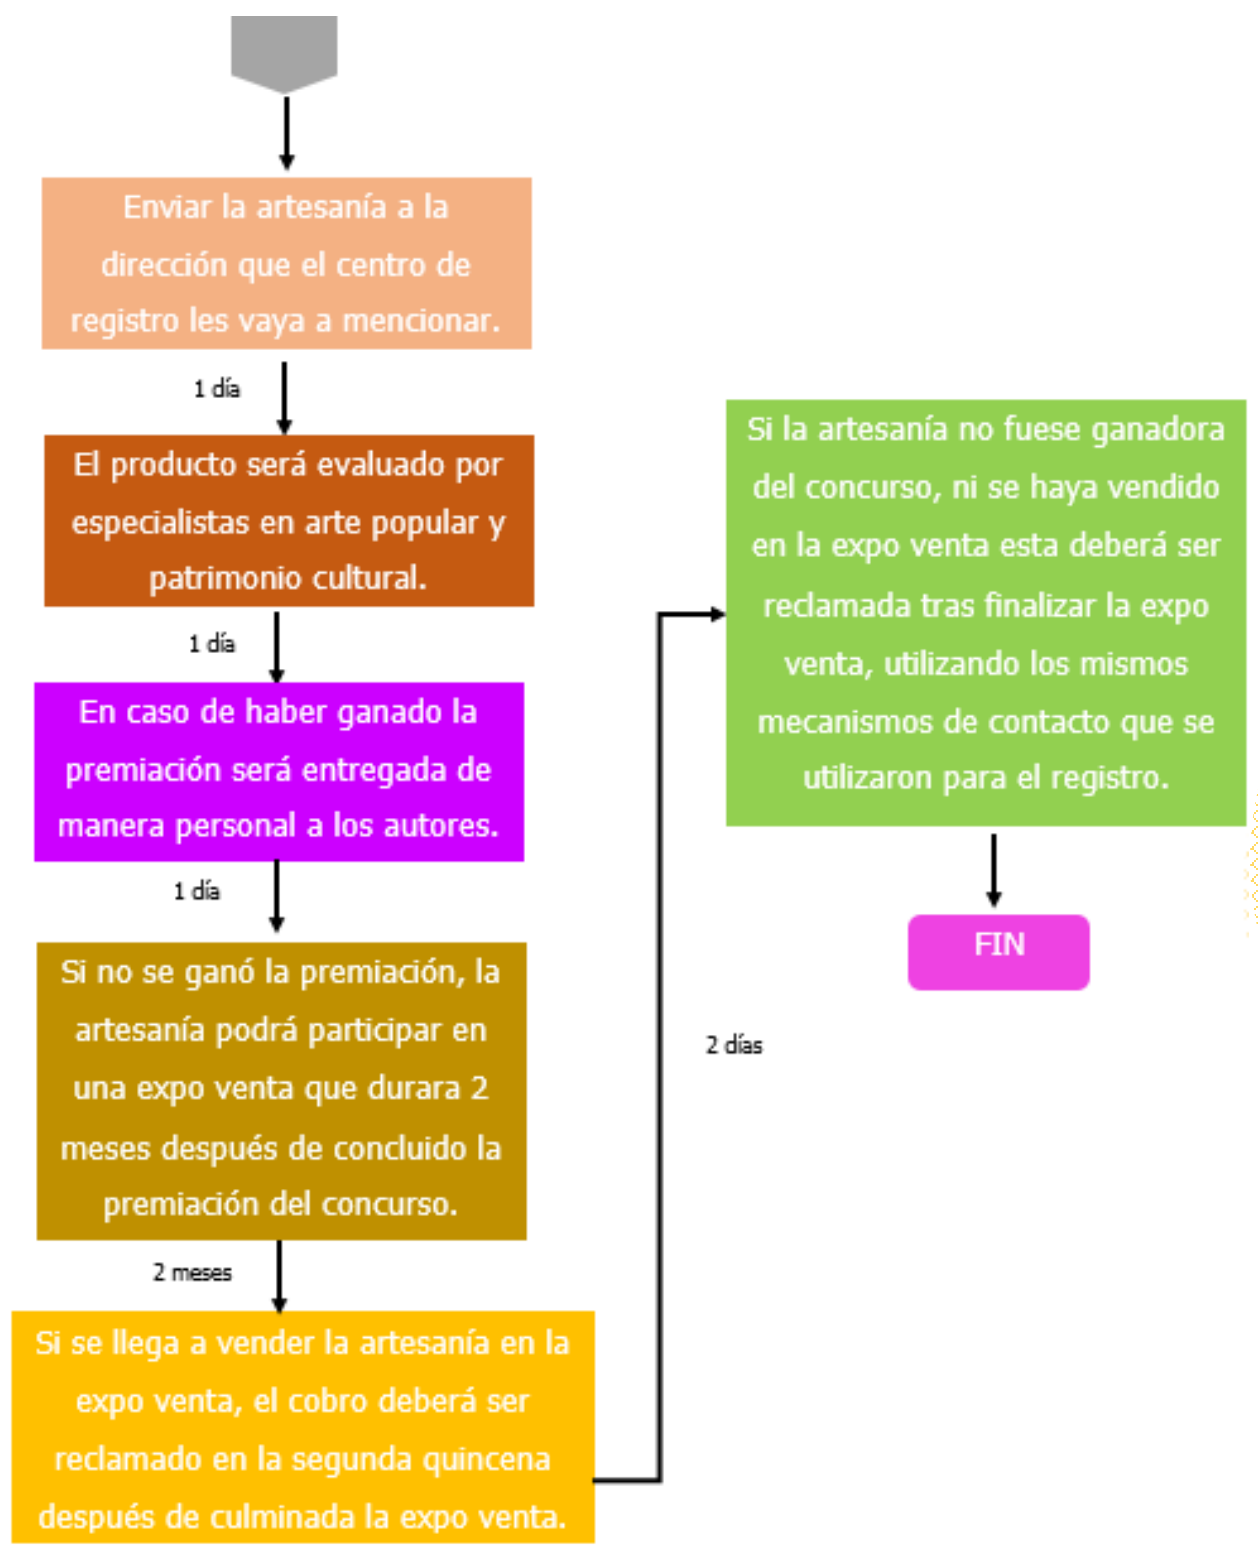 Enviar la artesanía a la
dirección que el centro de
registro les vaya a mencionar.
1 día
El producto será evaluado por
especialistas en arte popular y
patrimonio cultural.
1 día
En caso de haber ganado la
premiación será entregada de
manera personal a los autores.
1 día
Si no se ganó la premiación, la
artesanía podrá participar en
una expo venta que durara 2
meses después de concluido la
premiación del concurso.
2 meses
Si se llega a vender la artesanía en la
expo venta, el cobro deberá ser
reclamado en la segunda quincena
después de culminada la expo venta.
2 días
Si la artesanía no fuese ganadora
del concurso, ni se haya vendido
en la expo venta esta deberá ser
reclamada tras finalizar la expo
venta, utilizando los mismos
mecanismos de contacto que se
utilizaron para el registro.
FIN